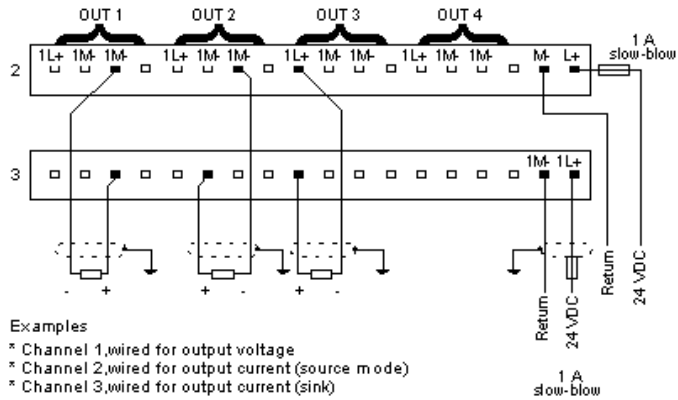 OUT 1 OUT 2 OUT 3 OUT 4
1 A
slow-blow
1L+ 1M- 1M- 1L+ 1M- 1M- 1L+ 1M- 1M- 1L+ 1M- 1M- M- L+
2
1M- 1L+
3
Return
24 VDC
- + + - + -
Return
24 VDC
Examples
* Channel 1,wired for output voltage
* Channel 2,wired for output current (source mode)
* Channel 3,wired for output current (sink)
1 A
slow-blow